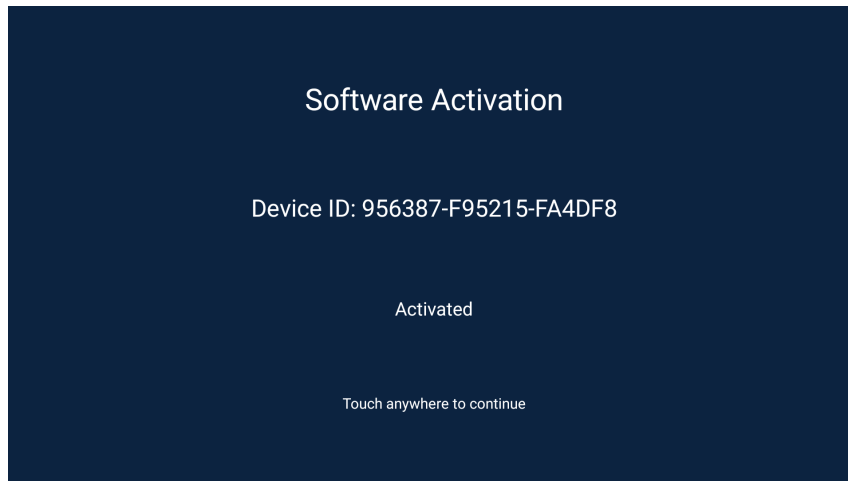 Software Activation
Device ID: 956387-F95215-FA4DF8
Activated
Touch anywhere to continue